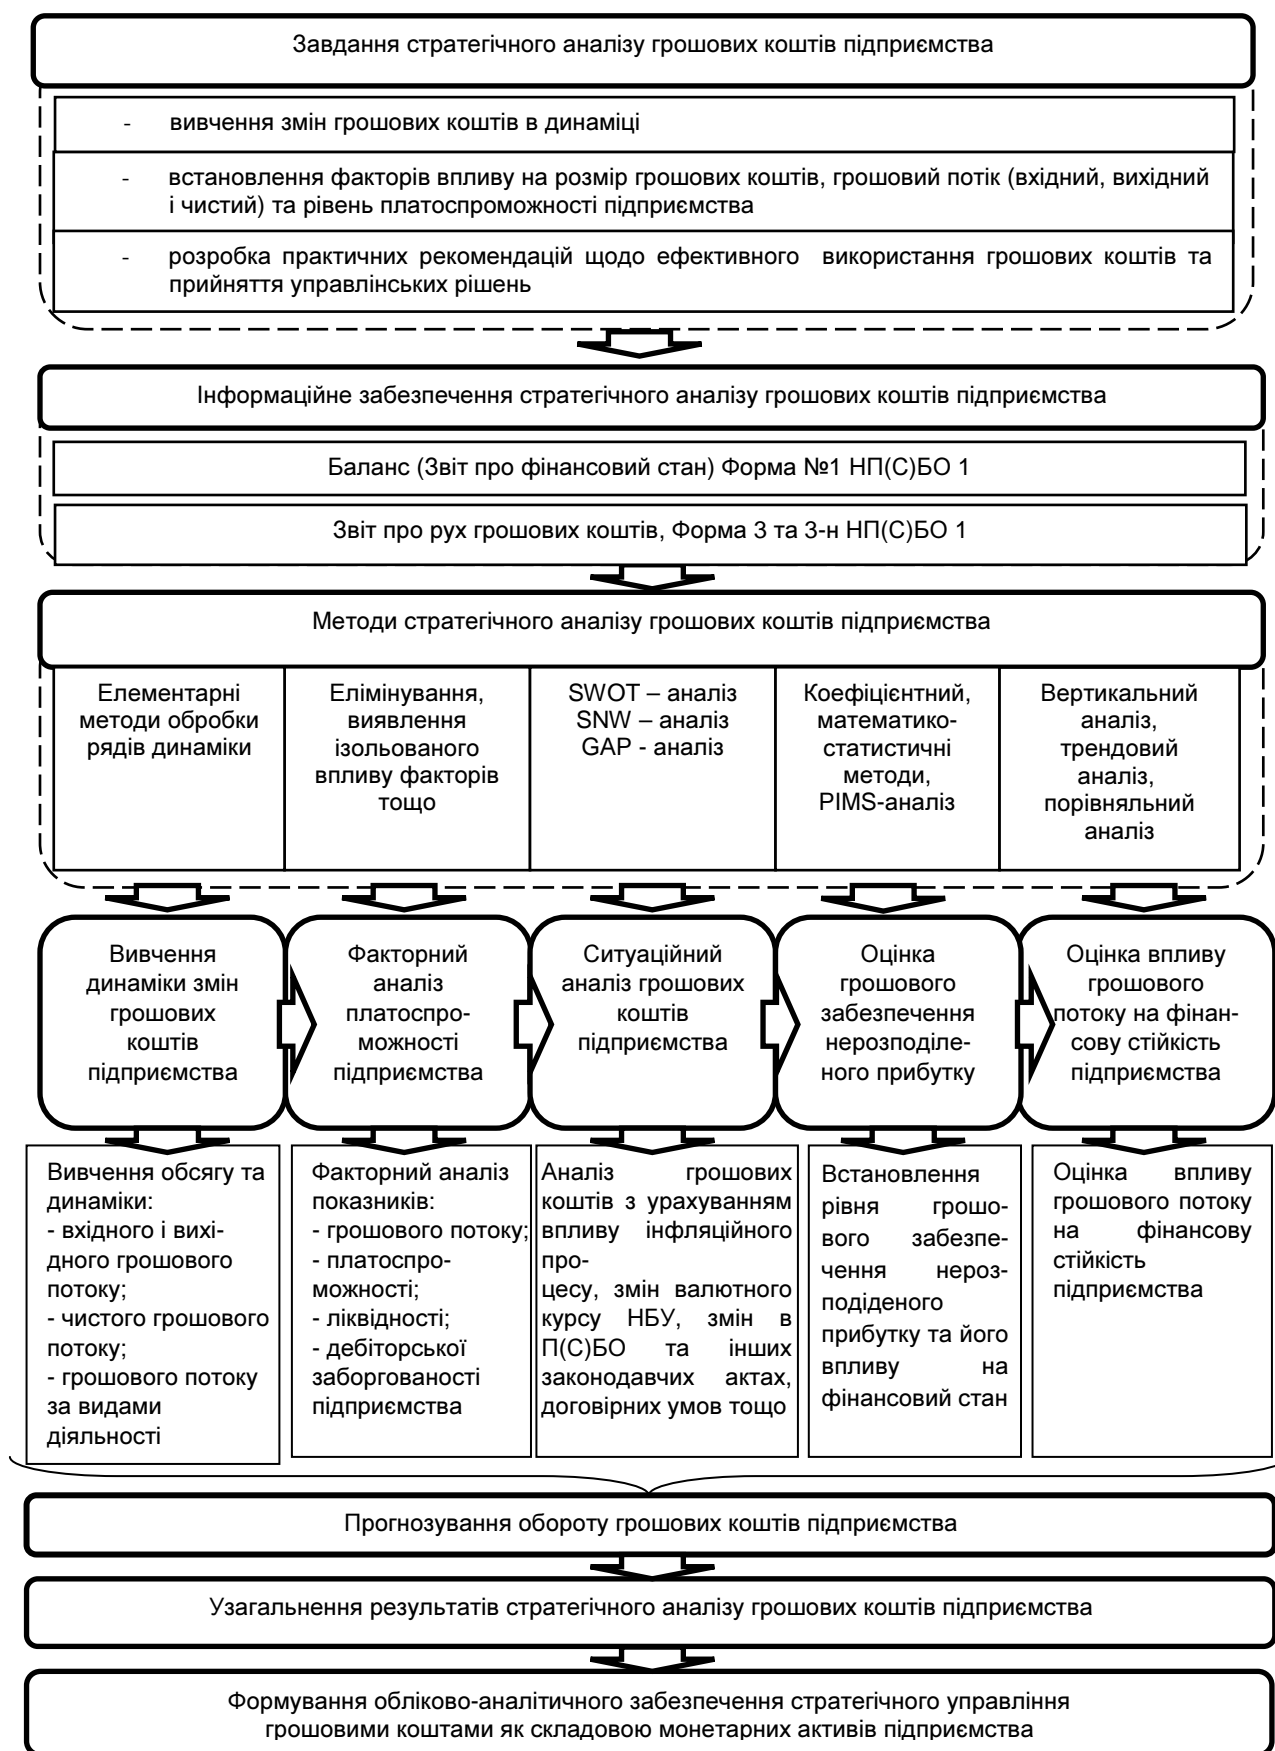 Завдання стратегічного аналізу грошових коштів підприємства
- вивчення змін грошових коштів в динаміці
- встановлення факторів впливу на розмір грошових коштів, грошовий потік (вхідний, вихідний
і чистий) та рівень платоспроможності підприємства
- розробка практичних рекомендацій щодо ефективного використання грошових коштів та
прийняття управлінських рішень
Інформаційне забезпечення стратегічного аналізу грошових коштів підприємства
Баланс (Звіт про фінансовий стан) Форма №1 НП(С)БО 1
Звіт про рух грошових коштів, Форма 3 та 3-н НП(С)БО 1
Методи стратегічного аналізу грошових коштів підприємства
Елементарні
методи обробки
рядів динаміки
Елімінування,
виявлення
ізольованого
впливу факторів
тощо
SWOT – аналіз
SNW – аналіз
GAP - аналіз
Коефіцієнтний,
математико-
статистичні
методи,
PIMS-аналіз
Вертикальний
аналіз,
трендовий
аналіз,
порівняльний
аналіз
Вивчення
динаміки змін
грошових
коштів
підприємства
Факторний
аналіз
платоспро-
можності
підприємства
Ситуаційний
аналіз грошових
коштів
підприємства
Оцінка
грошового
забезпечення
нерозподіле-
ного прибутку
Оцінка впливу
грошового
потоку на фінан-
сову стійкість
підприємства
Вивчення обсягу та
динаміки:
- вхідного і вихі-
дного грошового
потоку;
- чистого грошового
потоку;
- грошового потоку
за видами
діяльності
Факторний аналіз
показників:
- грошового потоку;
- платоспро-
можності;
- ліквідності;
- дебіторської
заборгованості
підприємства
Аналіз грошових
коштів з урахуванням
впливу інфляційного
про-
цесу, змін валютного
курсу НБУ, змін в
П(С)БО та інших
законодавчих актах,
договірних умов тощо
Встановлення
рівня грошо-
вого забезпе-
чення нероз-
поділеного
прибутку та його
впливу на
фінансовий стан
Оцінка впливу
грошового потоку
на фінансову
стійкість
підприємства
Прогнозування обороту грошових коштів підприємства
Узагальнення результатів стратегічного аналізу грошових коштів підприємства
Формування обліково-аналітичного забезпечення стратегічного управління
грошовими коштами як складовою монетарних активів підприємства